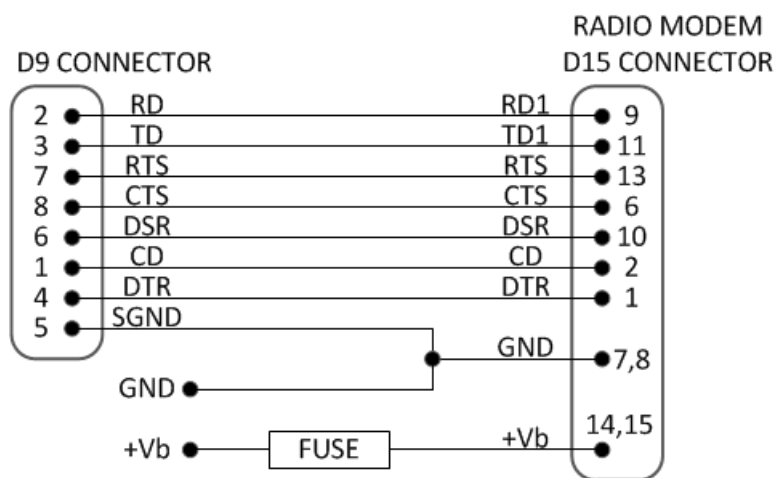 RADIO MODEM
D9 CONNECTOR D15 CONNECTOR
2 RD RD1 9
3 TD TD1 11
7 RTS RTS 13
8 CTS CTS 6
6 DSR DSR 10
1 CD CD 2
4 DTR DTR 1
5 SGND
GND 7,8
GND
14,15
+Vb FUSE +Vb